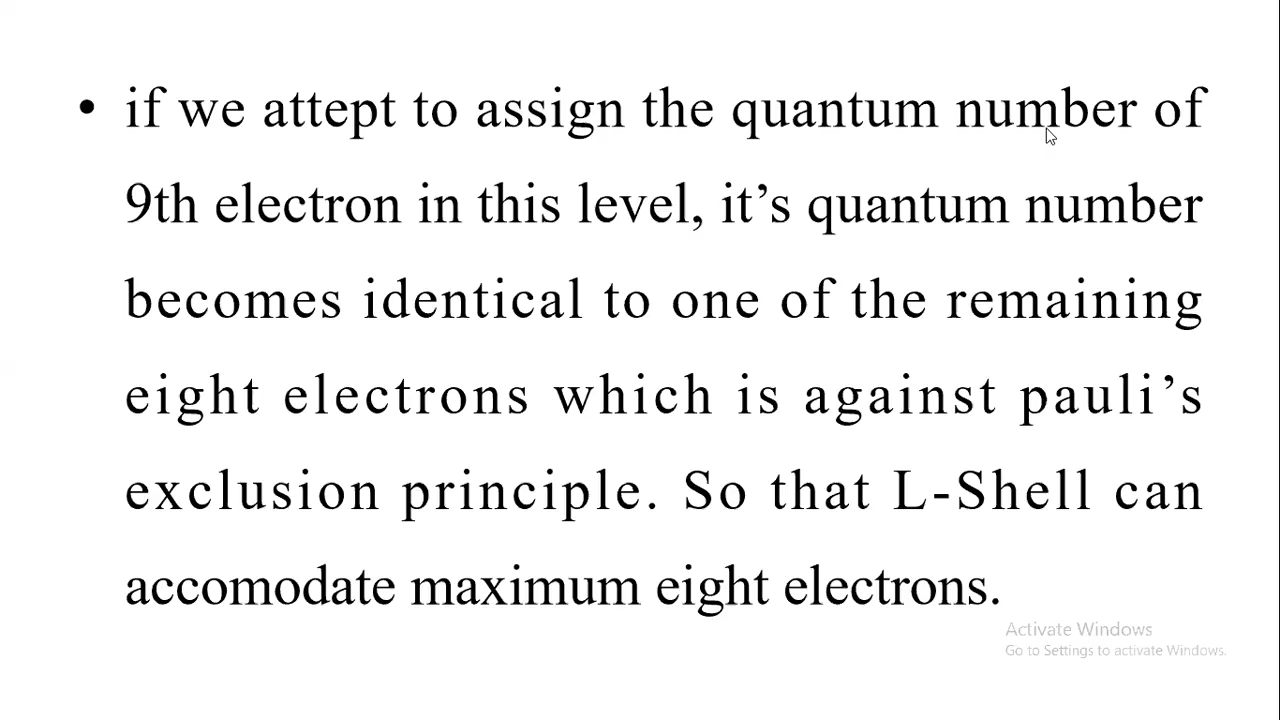 • if we attept to assign the quantum number of
9th electron in this level, it’s quantum number
becomes identical to one of the remaining
eight electrons which is against pauli’s
exclusion principle. So that L-Shell can
accomodate maximum eight electrons.
Activate Windows
Go to Settings to activate Windows.